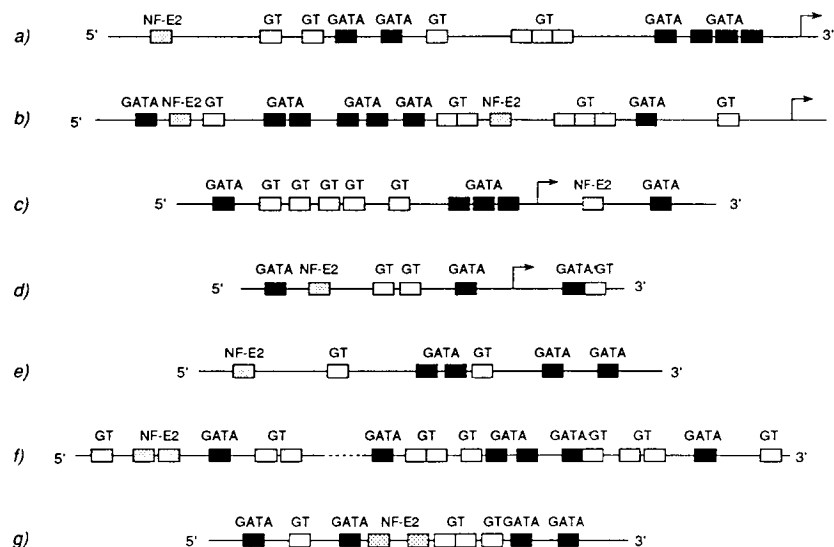 NF-E2 GT GT GATA GATA GT GT GATA GATA
a) 5' 3'
GATA NF-E2 GT GATA GATA GATA GT NF-E2 GT GATA GT
b) 5'
GATA GT GT GT GT GT GATA NF-E2 GATA
c) 5' 3'
GATA NF-E2 GT GT GATA GATA/GT
d) 5' 3'
NF-E2 GT GATA GT GATA GATA
e) 5' 3'
GT NF-E2 GATA GT GATA GT GT GATA GATA/GT GT GATA GT
f) 5' 3'
GATA GT GATA NF-E2 GT GT GATA GATA
g) 5' 3'